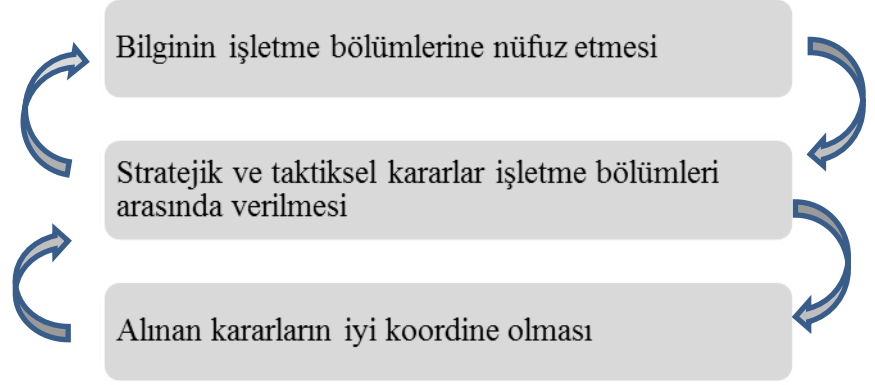 Bilginin işletme bölümlerine nüfuz etmesi
Stratejik ve taktiksel kararlar işletme bölümleri
arasında verilmesi
Alınan kararların iyi koordine olması